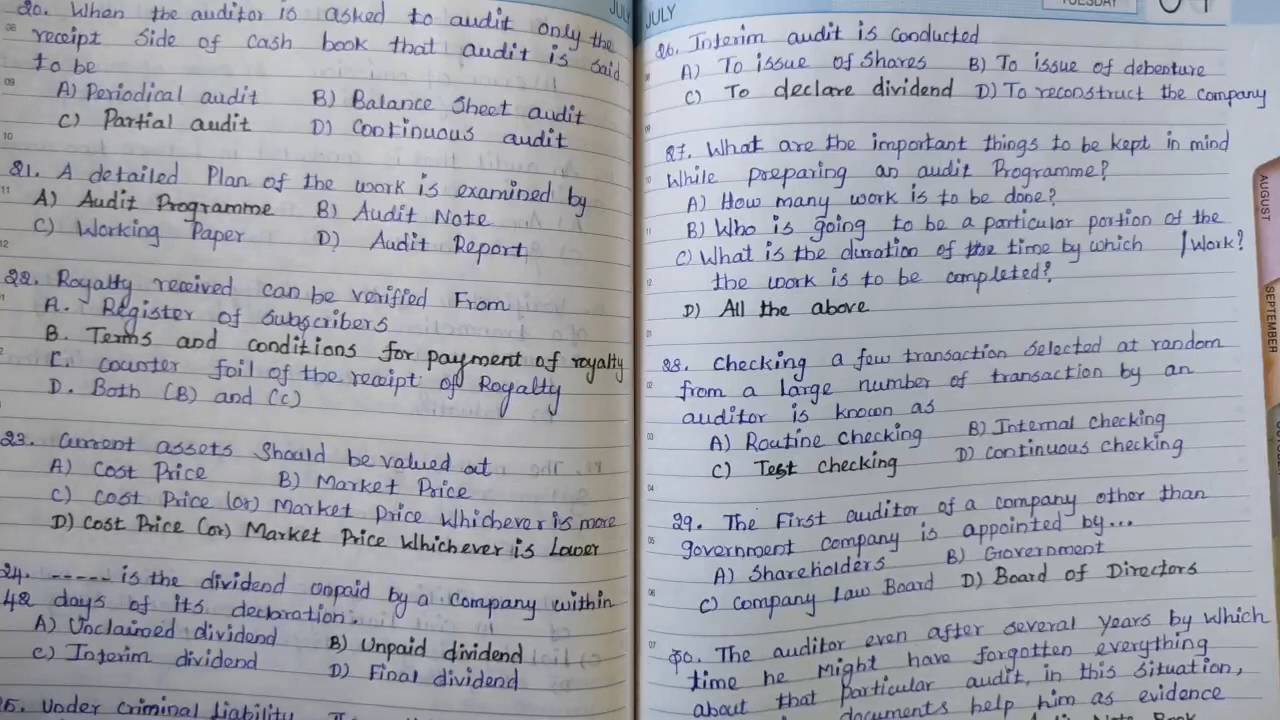 JULY
20. When the auditor is asked to audit only the
receipt side of cash book that audit is said
to be
A) Periodical audit B) Balance Sheet audit
C) Partial audit D) Continuous audit
21. A detailed Plan of the work is examined by
A) Audit Programme B) Audit Note
C) Working Paper D) Audit Report
22. Royalty received can be verified From
A. Register of subscribers
B. Terms and conditions for payment of royalty
C. counter foil of the receipt of Royalty
D. Both (B) and (C)
23. Current assets should be valued at
A) Cost Price B) Market Price
C) Cost Price (or) Market Price Whichever is more
D) Cost Price (or) Market Price Whichever is Lower
24. ----- is the dividend onpaid by a company within
42 days of its declaration.
A) Unclaimed dividend B) Unpaid dividend
C) Interim dividend D) Final dividend
25. Under Criminal liability
JULY
TUESDAY
26. Interim audit is conducted
A) To issue of Shares B) To issue of debenture
C) To declare dividend D) To reconstruct the company
27. What are the important things to be kept in mind
While preparing an audit Programme?
A) How many work is to be done?
B) Who is going to be a particular portion of the
/Work?
C) What is the duration of the time by which
the work is to be completed?
D) All the above
28. Checking a few transaction selected at random
from a large number of transaction by an
auditor is known as
A) Routine Checking B) Internal checking
C) Test checking D) Continuous checking
29. The First auditor of a company other than
government company is appointed by...
A) Shareholders B) Government
C) Company Law Board D) Board of Directors
30. The auditor even after several years by which
time he Might have forgotten everything
about that particular audit, in this situation,
documents help him as evidence
Note Book
AUGUST
SEPTEMBER